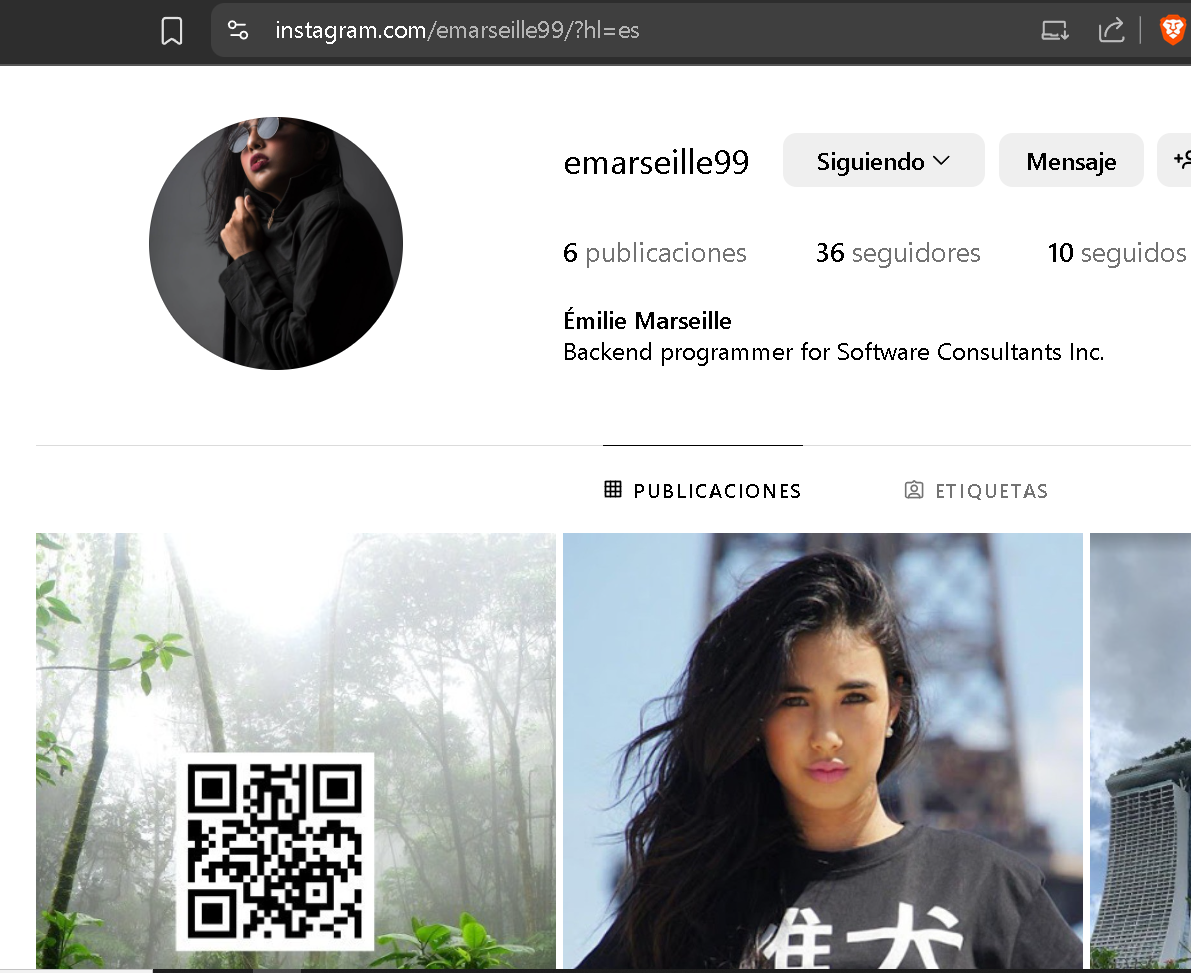 instagram.com/emarseille99/?hl=es
emarseille99 Siguiendo Mensaje
6 publicaciones 36 seguidores 10 seguidos
Émilie Marseille
Backend programmer for Software Consultants Inc.
PUBLICACIONES ETIQUETAS
犬